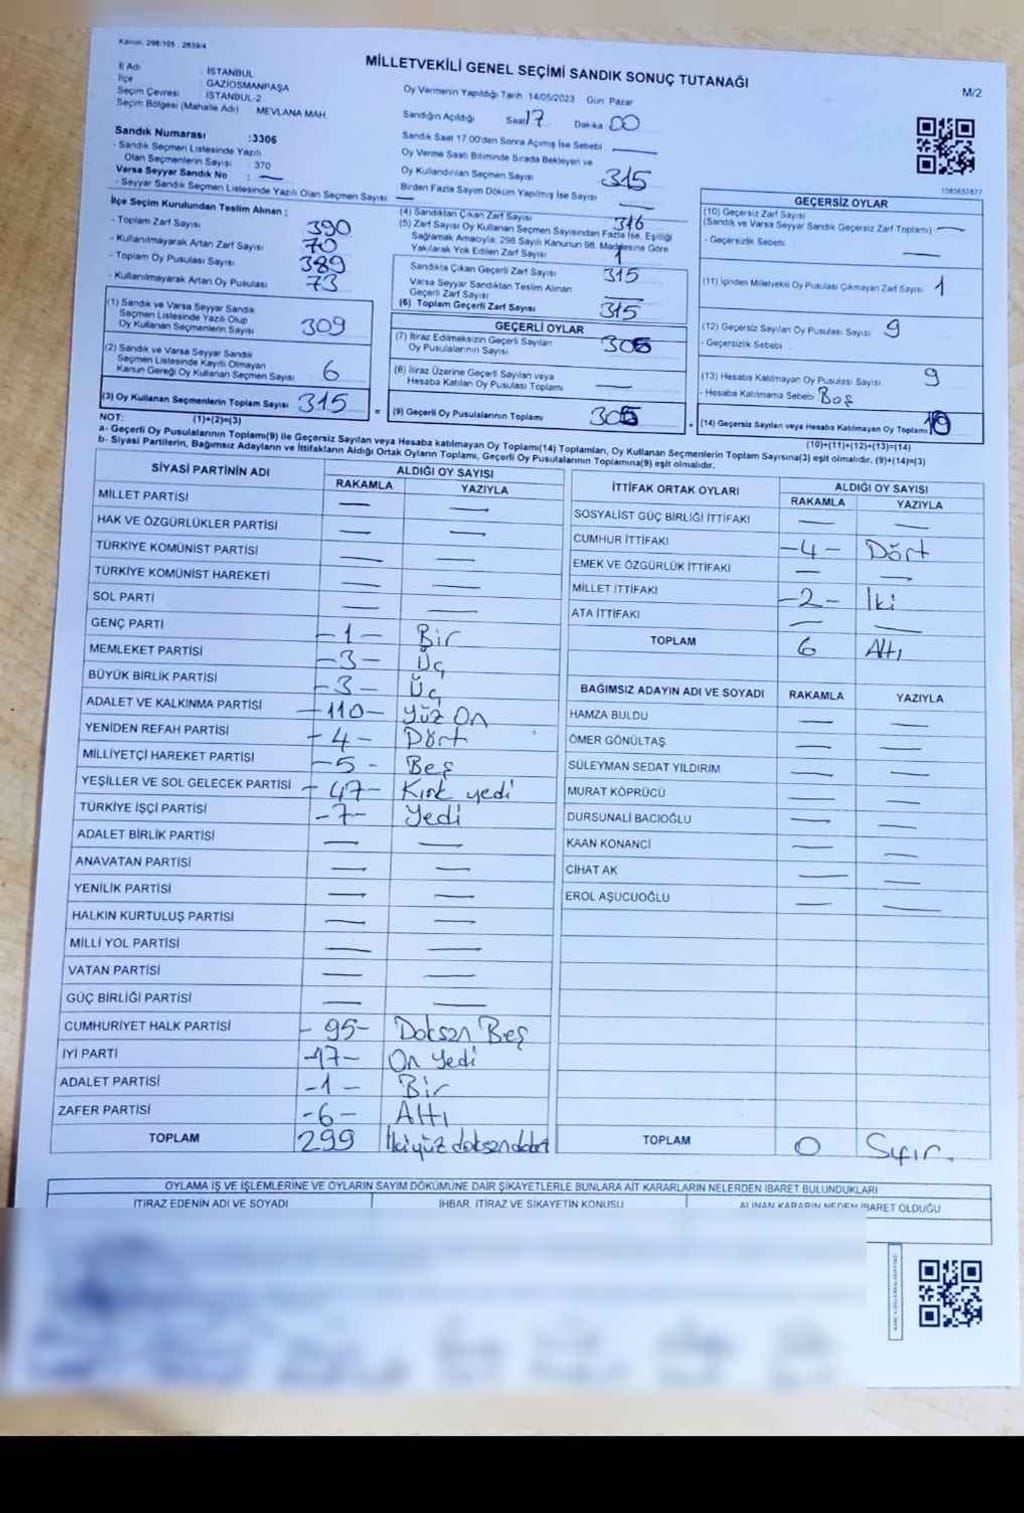 Kanun: 298/105 , 2839/4
MİLLETVEKİLİ GENEL SEÇİMİ SANDIK SONUÇ TUTANAĞI
M/2
İl Adı : İSTANBUL
İlçe : GAZİOSMANPAŞA
Seçim Çevresi : İSTANBUL-2
Seçim Bölgesi (Mahalle Adı) : MEVLANA MAH.
Oy Vermenin Yapıldığı Tarih :14/05/2023 Gün: Pazar
Sandığın Açıldığı Saat 17 Dakika 00
Sandık Saat 17:00'den Sonra Açımış İse Sebebi
Oy Verme Saati Bitiminde Sırada Bekleyen ve
Oy Kullandırılan Seçmen Sayısı 315
Birden Fazla Sayım Döküm Yapılmış İse Sayısı —
Sandık Numarası :3306
- Sandık Seçmen Listesinde Yazılı
Olan Seçmenlerin Sayısı : 370
Varsa Seyyar Sandık No : —
- Seyyar Sandık Seçmen Listesinde Yazılı Olan Seçmen Sayısı: —
İlçe Seçim Kurulundan Teslim Alınan ;
- Toplam Zarf Sayısı 390
- Kullanılmayarak Artan Zarf Sayısı 70
- Toplam Oy Pusulası Sayısı 389
- Kullanılmayarak Artan Oy Pusulası 73
(1) Sandık ve Varsa Seyyar Sandık
Seçmen Listesinde Yazılı Olup
Oy Kullanan Seçmenlerin Sayısı 309
(2) Sandık ve Varsa Seyyar Sandık
Seçmen Listesinde Kayıtlı Olmayan
Kanun Gereği Oy Kullanan Seçmen Sayısı 6
(3) Oy Kullanan Seçmenlerin Toplam Sayısı 315
(1)+(2)=(3)
(4) Sandıktan Çıkan Zarf Sayısı 316
(5) Zarf Sayısı Oy Kullanan Seçmen Sayısından Fazla İse, Eşitliği
Sağlamak Amacıyla: 298 Sayılı Kanunun 98. Maddesine Göre
Yakılarak Yok Edilen Zarf Sayısı 1
Sandıkta Çıkan Geçerli Zarf Sayısı 315
Varsa Seyyar Sandıktan Teslim Alınan
Geçerli Zarf Sayısı —
(6) Toplam Geçerli Zarf Sayısı 315
GEÇERLİ OYLAR
(7) İtiraz Edilmeksizin Geçerli Sayılan
Oy Pusulalarının Sayısı
(8) İtiraz Üzerine Geçerli Sayılan veya
Hesaba Katılan Oy Pusulası Toplamı —
= (9) Geçerli Oy Pusulalarının Toplamı
1083653877
GEÇERSİZ OYLAR
(10) Geçersiz Zarf Sayısı
(Sandık ve Varsa Seyyar Sandık Geçersiz Zarf Toplamı) —
- Geçersizlik Sebebi —
(11) İçinden Milletvekili Oy Pusulası Çıkmayan Zarf Sayısı 1
(12) Geçersiz Sayılan Oy Pusulası Sayısı 9
- Geçersizlik Sebebi
(13) Hesaba Katılmayan Oy Pusulası Sayısı 9
- Hesaba Katılmama Sebebi Boş
+ (14) Geçersiz Sayılan veya Hesaba Katılmayan Oy Toplamı 10
(10)+(11)+(12)+(13)=(14)
NOT:
a- Geçerli Oy Pusulalarının Toplamı(9) ile Geçersiz Sayılan veya Hesaba katılmayan Oy Toplamı(14) Toplamları, Oy Kullanan Seçmenlerin Toplam Sayısına(3) eşit olmalıdır. (9)+(14)=(3)
b- Siyasi Partilerin, Bağımsız Adayların ve İttifakların Aldığı Ortak Oyların Toplamı, Geçerli Oy Pusulalarının Toplamına(9) eşit olmalıdır.
SİYASİ PARTİNİN ADI ALDIĞI OY SAYISI
RAKAMLA YAZIYLA
MİLLET PARTİSİ — —
HAK VE ÖZGÜRLÜKLER PARTİSİ — —
TÜRKİYE KOMÜNİST PARTİSİ — —
TÜRKİYE KOMÜNİST HAREKETİ — —
SOL PARTİ — —
GENÇ PARTİ -1- Bir
MEMLEKET PARTİSİ -3- Üç
BÜYÜK BİRLİK PARTİSİ -3- Üç
ADALET VE KALKINMA PARTİSİ -110- Yüz On
YENİDEN REFAH PARTİSİ -4- Dört
MİLLİYETÇİ HAREKET PARTİSİ -5- Beş
YEŞİLLER VE SOL GELECEK PARTİSİ -47- Kırk yedi
TÜRKİYE İŞÇİ PARTİSİ -7- Yedi
ADALET BİRLİK PARTİSİ — —
ANAVATAN PARTİSİ — —
YENİLİK PARTİSİ — —
HALKIN KURTULUŞ PARTİSİ — —
MİLLİ YOL PARTİSİ — —
VATAN PARTİSİ — —
GÜÇ BİRLİĞİ PARTİSİ — —
CUMHURİYET HALK PARTİSİ -95- Doksan Beş
İYİ PARTİ -17- On Yedi
ADALET PARTİSİ -1- Bir
ZAFER PARTİSİ -6- Altı
TOPLAM 299
İTTİFAK ORTAK OYLARI ALDIĞI OY SAYISI
RAKAMLA YAZIYLA
SOSYALİST GÜÇ BİRLİĞİ İTTİFAKI — —
CUMHUR İTTİFAKI -4- Dört
EMEK VE ÖZGÜRLÜK İTTİFAKI — —
MİLLET İTTİFAKI -2- İki
ATA İTTİFAKI — —
TOPLAM 6 Altı
BAĞIMSIZ ADAYIN ADI VE SOYADI RAKAMLA YAZIYLA
HAMZA BULDU — —
ÖMER GÖNÜLTAŞ — —
SÜLEYMAN SEDAT YILDIRIM — —
MURAT KÖPRÜCÜ — —
DURSUNALİ BACIOĞLU — —
KAAN KONANCİ — —
CİHAT AK — —
EROL AŞUCUOĞLU — —
TOPLAM 0 Sıfır.
OYLAMA İŞ VE İŞLEMLERİNE VE OYLARIN SAYIM DÖKÜMÜNE DAİR ŞİKAYETLERLE BUNLARA AİT KARARLARIN NELERDEN İBARET BULUNDUKLARI
İTİRAZ EDENİN ADI VE SOYADI İHBAR, İTİRAZ VE ŞİKAYETİN KONUSU ALINAN KARARIN NEDEN İBARET OLDUĞU